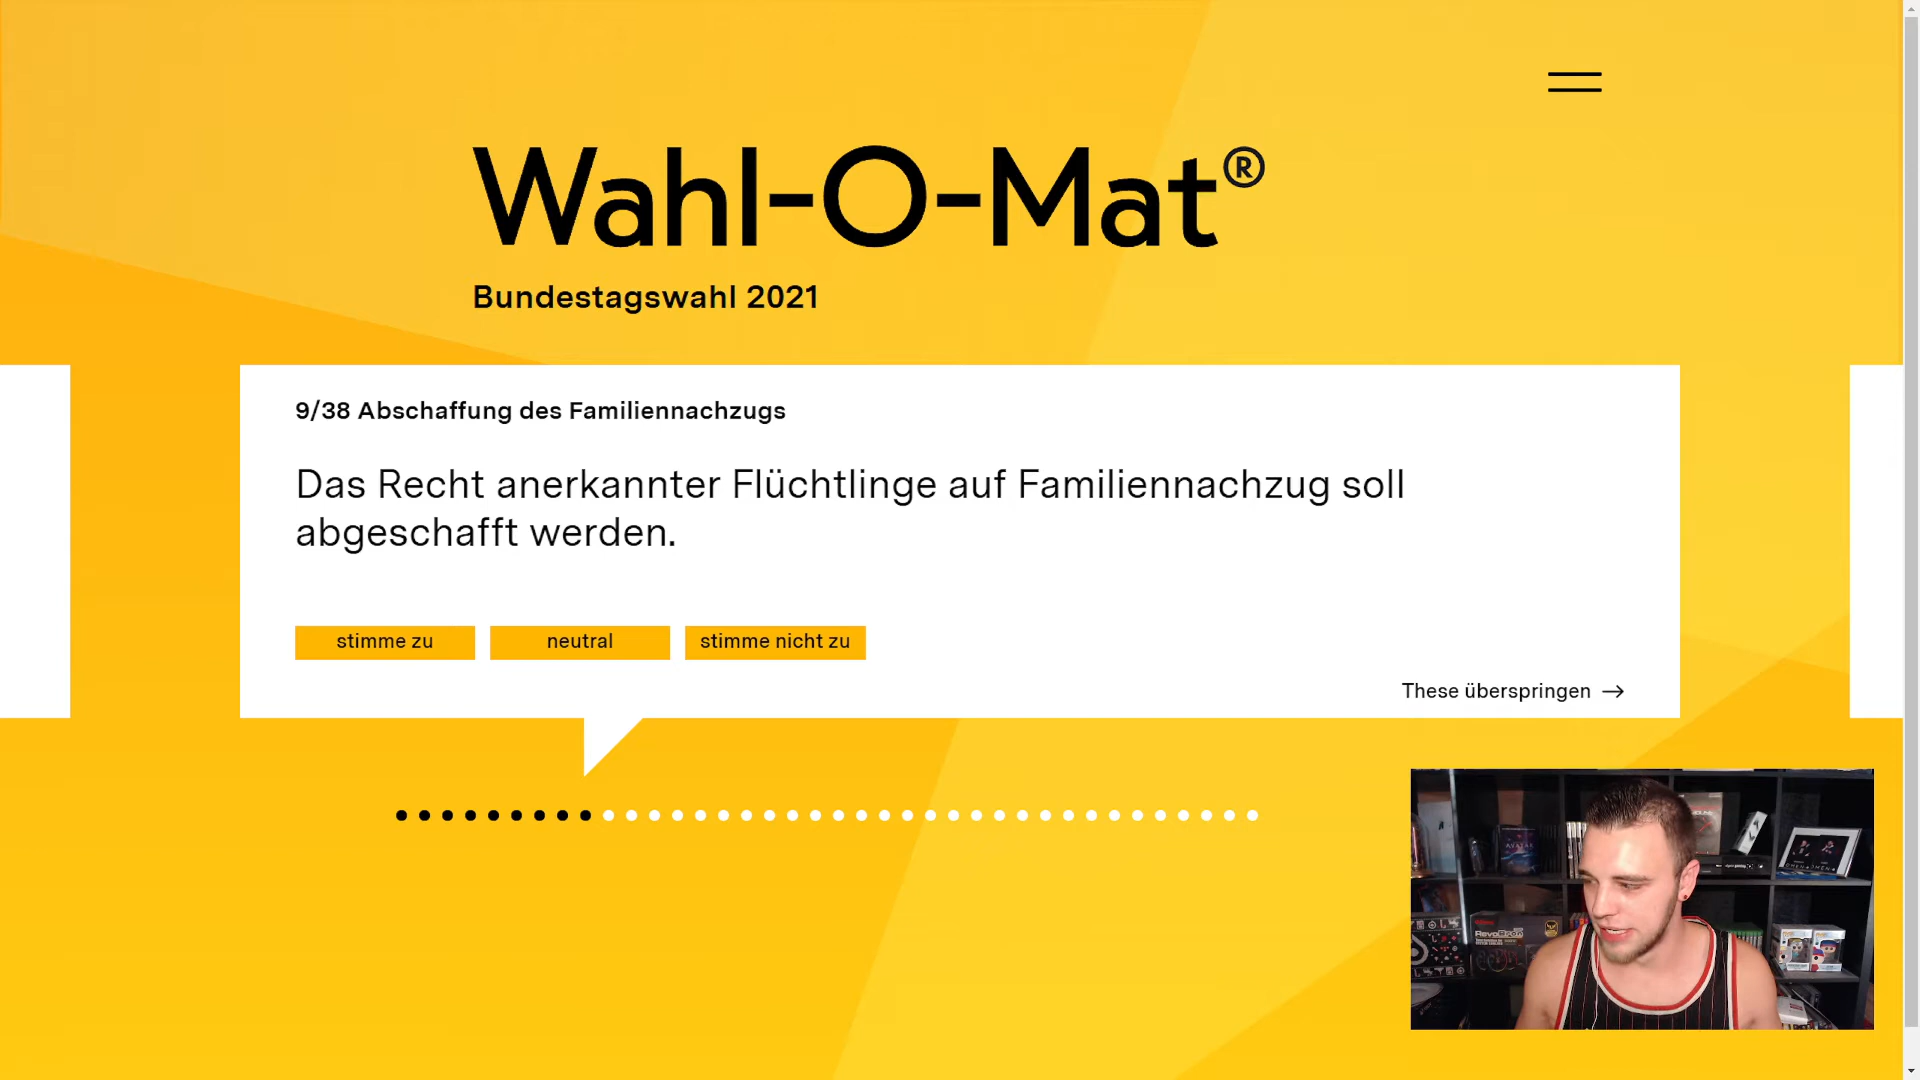 Wahl-O-Mat®
Bundestagswahl 2021
9/38 Abschaffung des Familiennachzugs
Das Recht anerkannter Flüchtlinge auf Familiennachzug soll
abgeschafft werden.
stimme zu
neutral
stimme nicht zu
These überspringen →
AVATAR